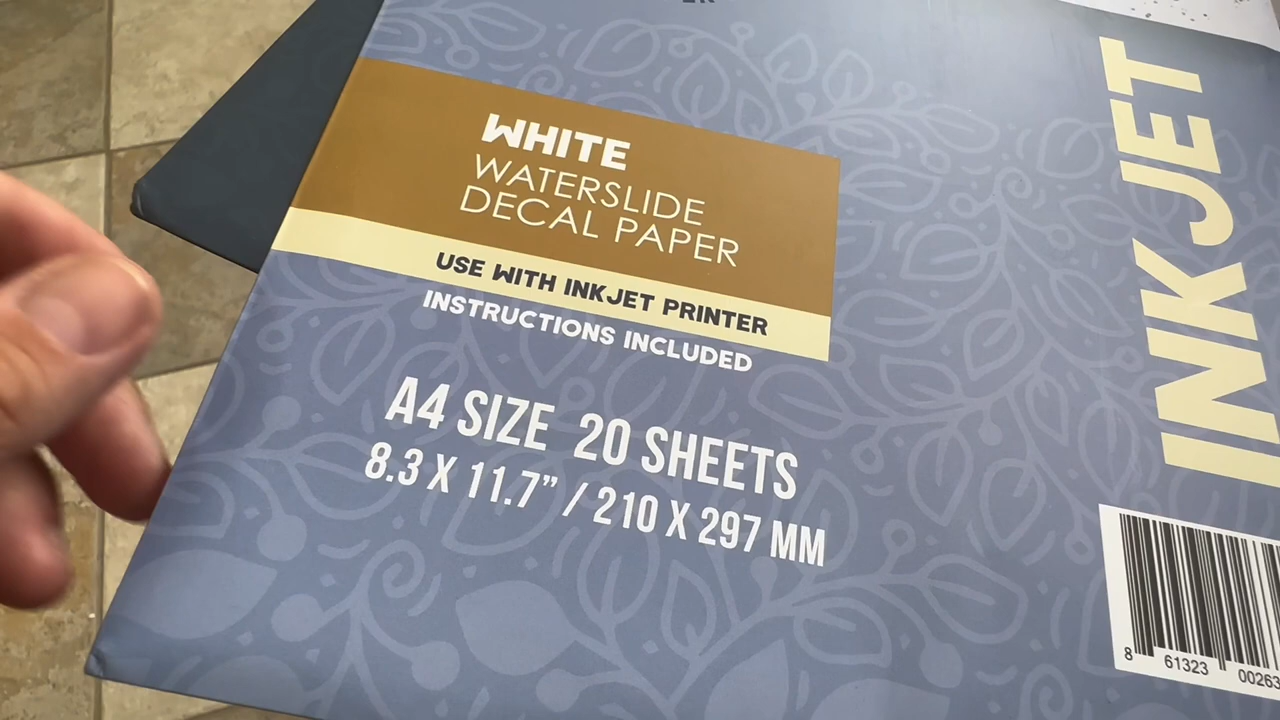 WHITE
WATERSLIDE
DECAL PAPER
USE WITH INKJET PRINTER
INSTRUCTIONS INCLUDED
A4 SIZE 20 SHEETS
8.3 X 11.7” / 210 X 297 MM
INKJET
8 61323 00263